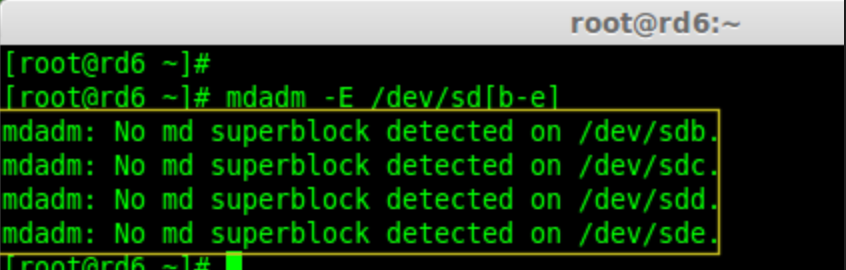 root@rd6:~
[root@rd6 ~]#
[root@rd6 ~]# mdadm -E /dev/sd[b-e]
mdadm: No md superblock detected on /dev/sdb.
mdadm: No md superblock detected on /dev/sdc.
mdadm: No md superblock detected on /dev/sdd.
mdadm: No md superblock detected on /dev/sde.
[root@rd6 ~]#